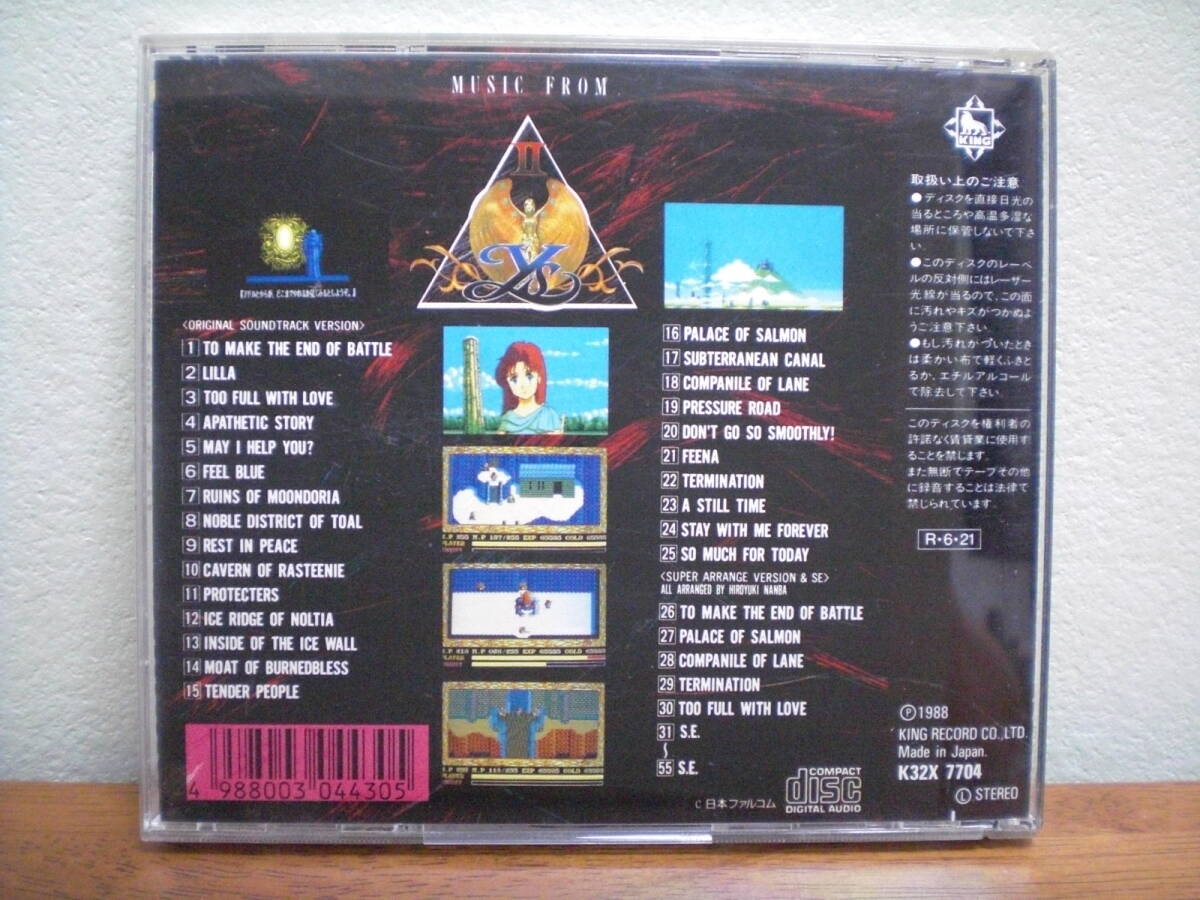 MUSIC FROM
II
Ys
<ORIGINAL SOUNDTRACK VERSION>
1 TO MAKE THE END OF BATTLE
2 LILLA
3 TOO FULL WITH LOVE
4 APATHETIC STORY
5 MAY I HELP YOU?
6 FEEL BLUE
7 RUINS OF MOONDORIA
8 NOBLE DISTRICT OF TOAL
9 REST IN PEACE
10 CAVERN OF RASTEENIE
11 PROTECTERS
12 ICE RIDGE OF NOLTIA
13 INSIDE OF THE ICE WALL
14 MOAT OF BURNEDBLESS
15 TENDER PEOPLE
4 988003 044305
16 PALACE OF SALMON
17 SUBTERRANEAN CANAL
18 COMPANILE OF LANE
19 PRESSURE ROAD
20 DON'T GO SO SMOOTHLY!
21 FEENA
22 TERMINATION
23 A STILL TIME
24 STAY WITH ME FOREVER
25 SO MUCH FOR TODAY
<SUPER ARRANGE VERSION & SE>
ALL ARRANGED BY HIROYUKI NANBA
26 TO MAKE THE END OF BATTLE
27 PALACE OF SALMON
28 COMPANILE OF LANE
29 TERMINATION
30 TOO FULL WITH LOVE
31 S.E.
〜
55 S.E.
C 日本ファルコム
COMPACT
disc
DIGITAL AUDIO
KING
取扱い上のご注意
●ディスクを直接日光の
当るところや高温多湿な
場所に保管しないで下さ
い.
●このディスクのレーベ
ルの反対側にはレーザー
光線が当るので、この面
に汚れやキズがつかぬよ
うご注意下さい
●もし汚れがついたとき
は柔かい布で軽くふきと
るか、エチルアルコール
で除去して下さい
このディスクを権利者の
許諾なく賃貸業に使用す
ることを禁じます.
また無断でテープその他
に録音することは法律で
禁じられています.
R・6・21
Ⓟ1988
KING RECORD CO., LTD.
Made in Japan.
K32X 7704
Ⓛ STEREO